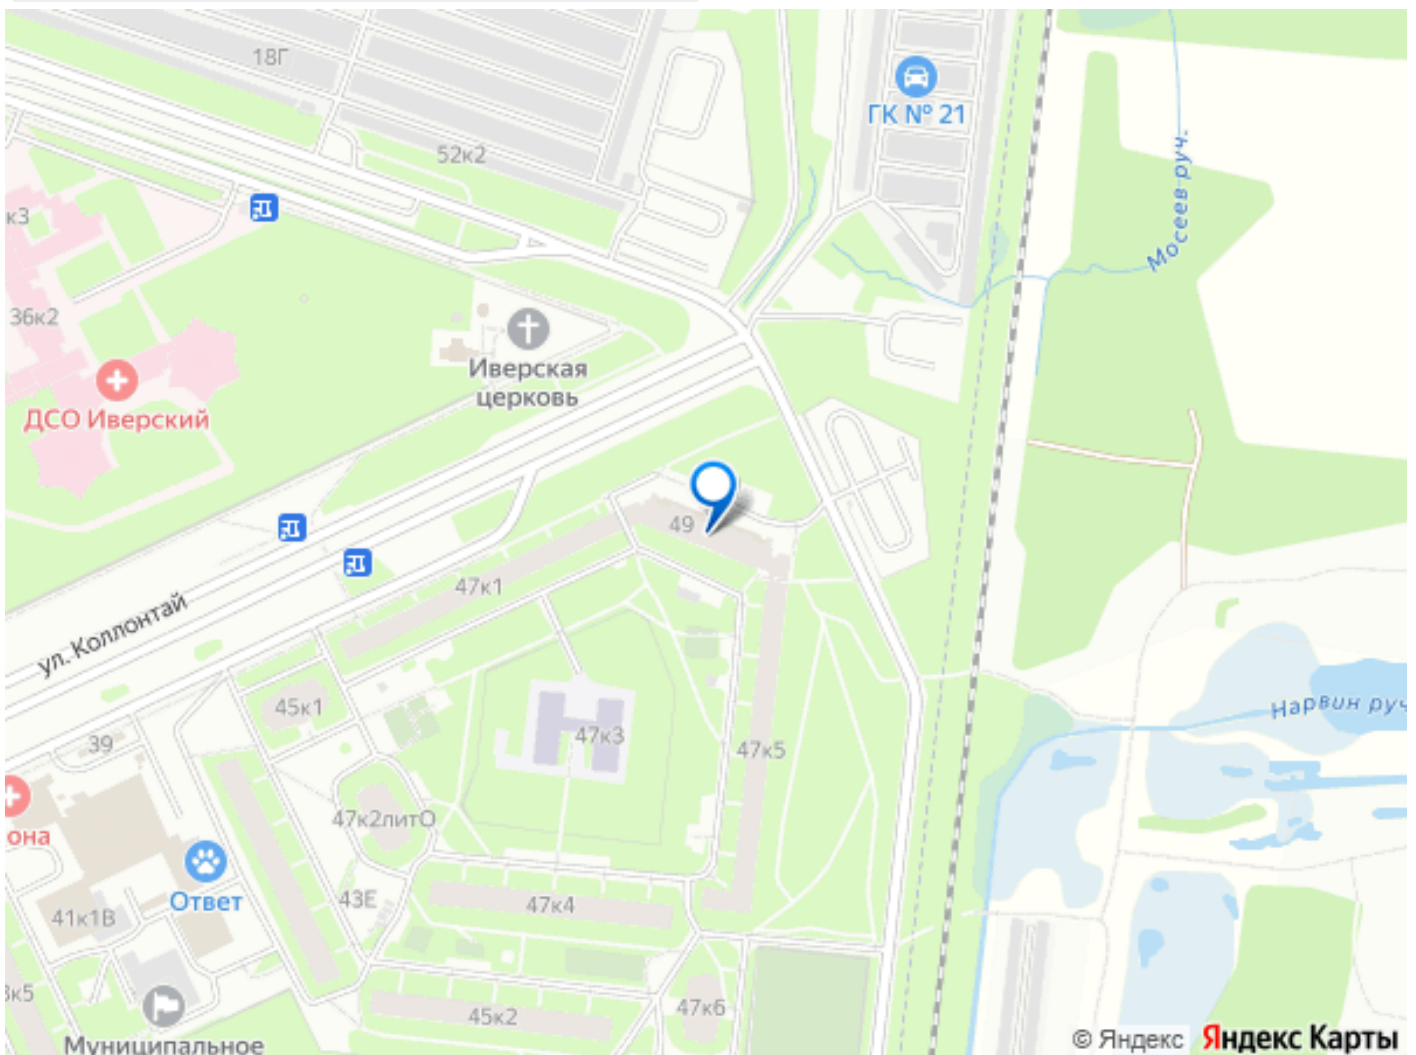 18Г
ГК № 21
52к2
Мосеев руч.
к3
36к2
Иверская
церковь
ДСО Иверский
49
47к1
ул. Коллонтай
45к1
Нарвин руч
39
47к3
47к5
она
47к2литО
Ответ
43Е
47к4
41к1В
к5
47к6
45к2
Муниципальное
© Яндекс Яндекс Карты